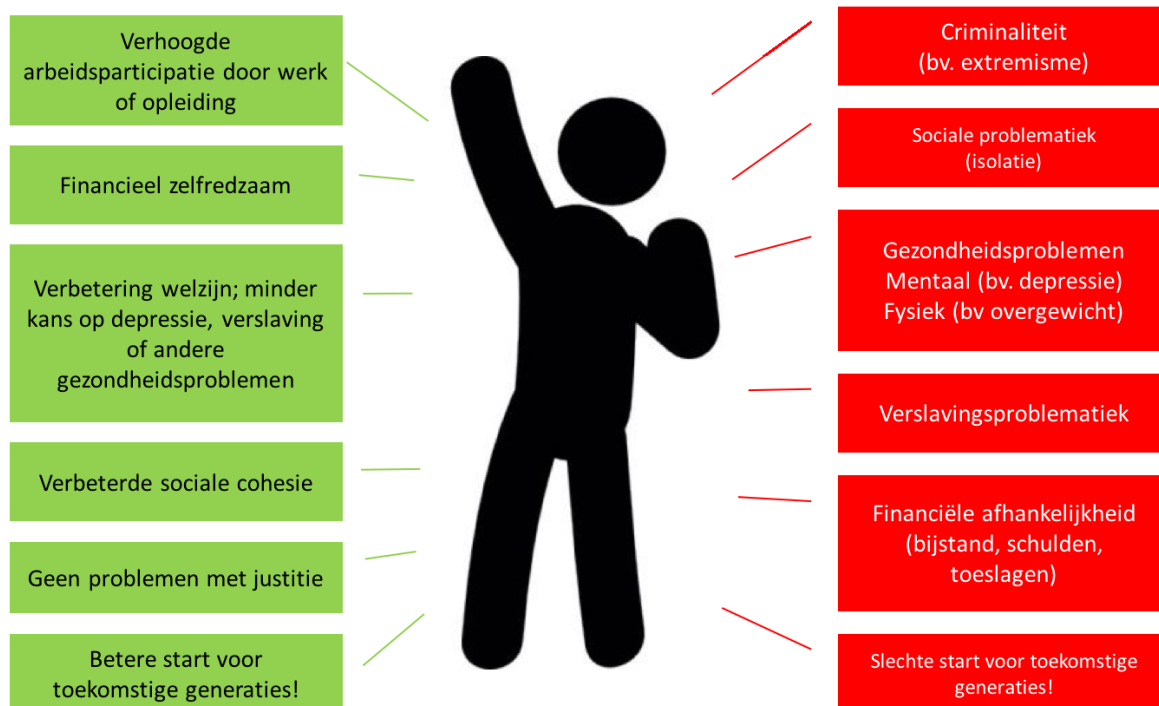 Verhoogde
arbeidsparticipatie door werk
of opleiding
Financieel zelfredzaam
Verbetering welzijn; minder
kans op depressie, verslaving
of andere
gezondheidsproblemen
Verbeterde sociale cohesie
Geen problemen met justitie
Betere start voor
toekomstige generaties!
Criminaliteit
(bv. extremisme)
Sociale problematiek
(isolatie)
Gezondheidsproblemen
Mentaal (bv. depressie)
Fysiek (bv overgewicht)
Verslavingsproblematiek
Financiële afhankelijkheid
(bijstand, schulden,
toeslagen)
Slechte start voor toekomstige
generaties!